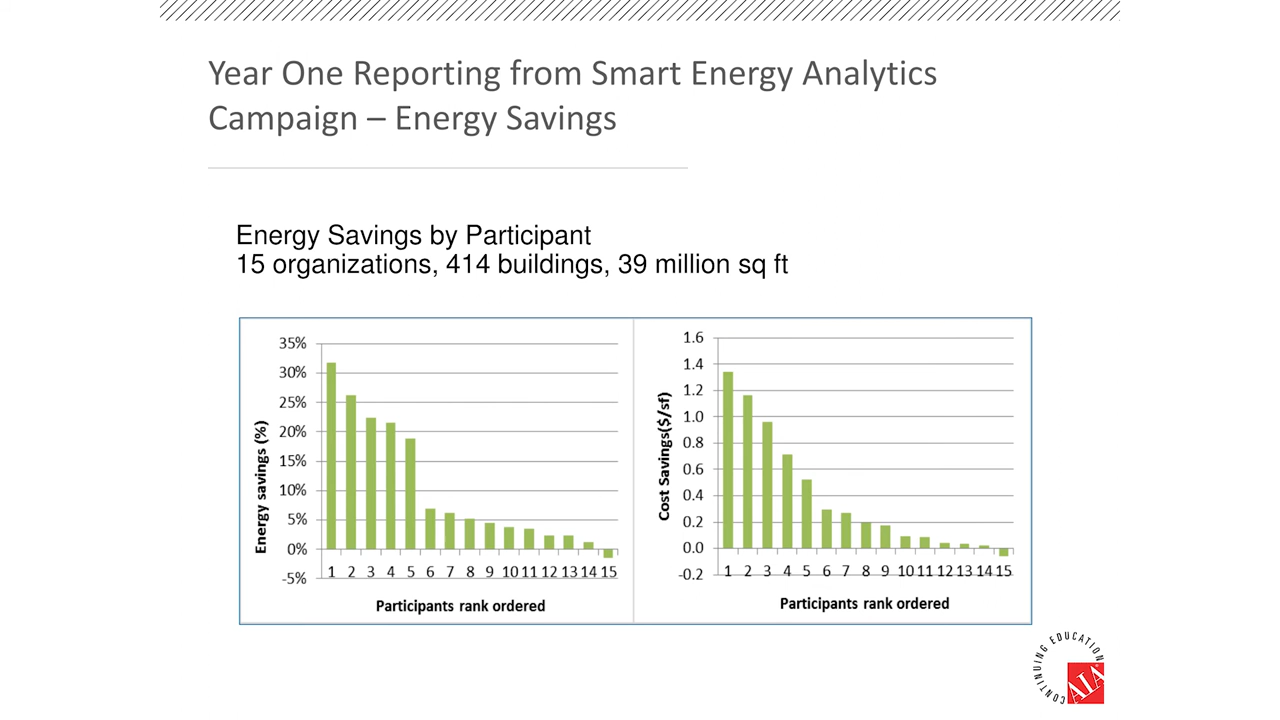 Year One Reporting from Smart Energy Analytics
Campaign – Energy Savings
Energy Savings by Participant
15 organizations, 414 buildings, 39 million sq ft
Energy savings (%)
35%
30%
25%
20%
15%
10%
5%
0%
-5%
1 2 3 4 5 6 7 8 9 10 11 12 13 14 15
Participants rank ordered
Cost Savings($/sf)
1.6
1.4
1.2
1.0
0.8
0.6
0.4
0.2
0.0
-0.2
1 2 3 4 5 6 7 8 9 10 11 12 13 14 15
Participants rank ordered
CONTINUING EDUCATION
AIA